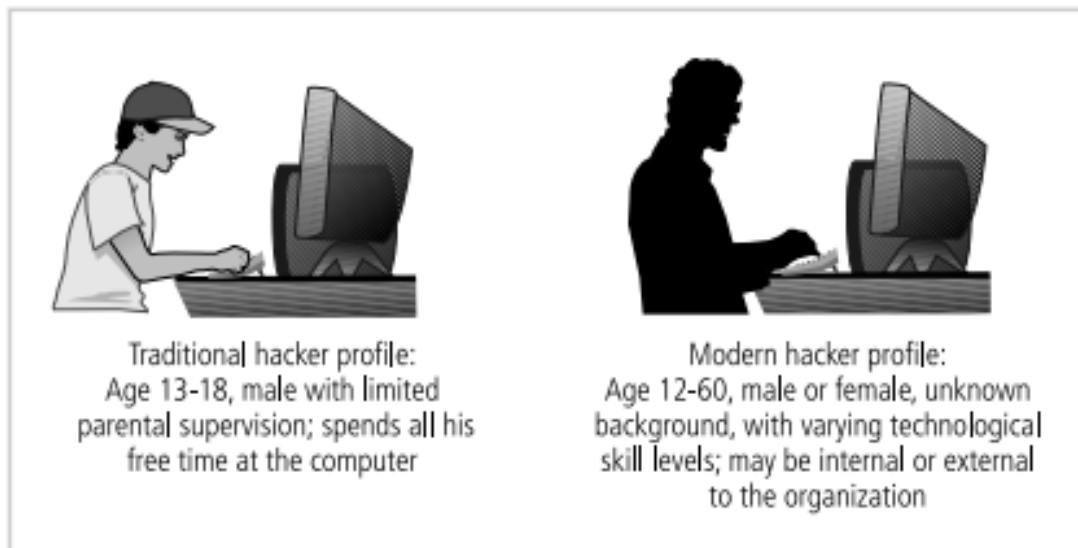 Traditional hacker profile:
Age 13-18, male with limited
parental supervision; spends all his
free time at the computer
Modern hacker profile:
Age 12-60, male or female, unknown
background, with varying technological
skill levels; may be internal or external
to the organization